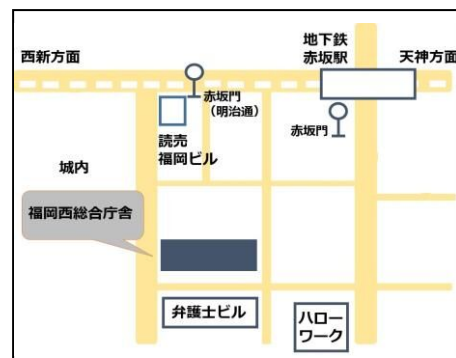 地下鉄
赤坂駅
西新方面
天神方面
赤坂門
（明治通）
赤坂門
読売
福岡ビル
城内
福岡西総合庁舎
弁護士ビル
ハロー
ワーク